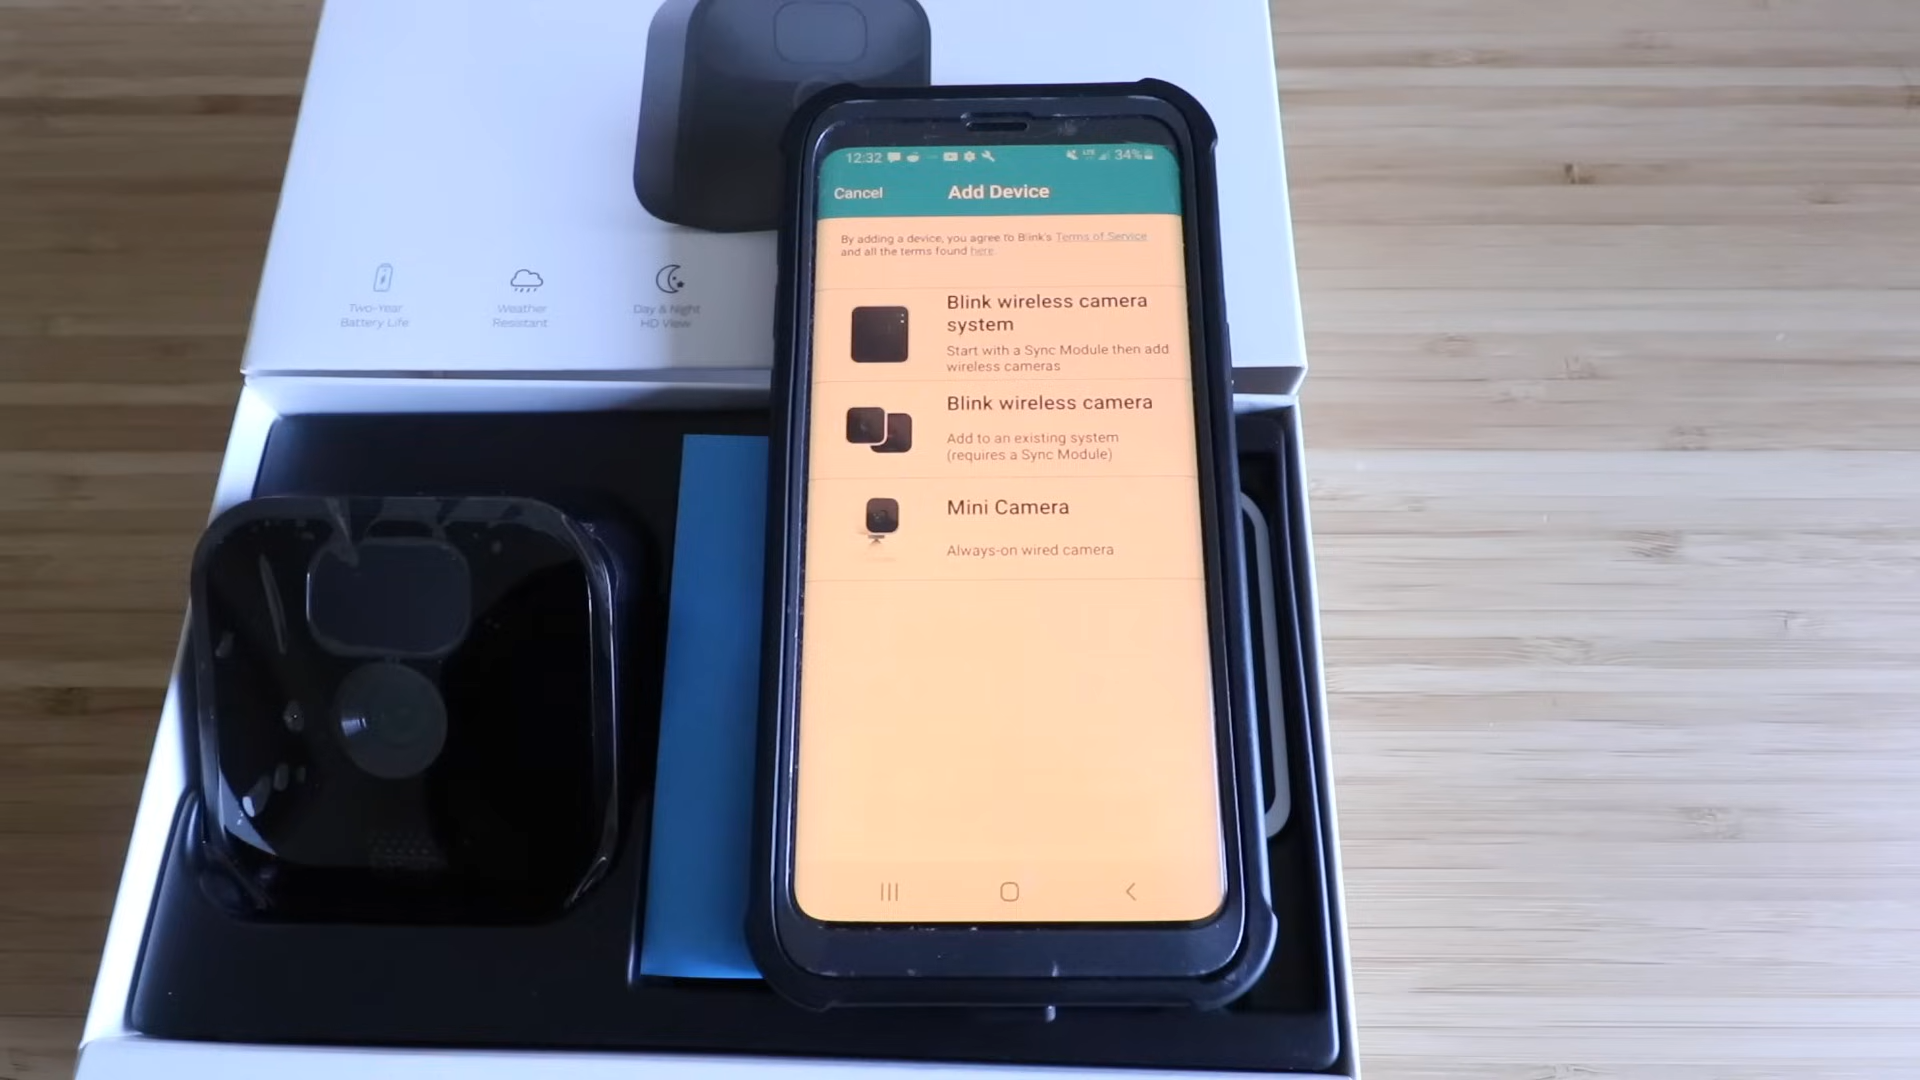 12:32
34%
Cancel
Add Device
By adding a device, you agree to Blink's Terms of Service
and all the terms found here.
Two-Year
Battery Life
Weather
Resistant
Day & Night
HD View
Blink wireless camera
system
Start with a Sync Module then add
wireless cameras
Blink wireless camera
Add to an existing system
(requires a Sync Module)
Mini Camera
Always-on wired camera